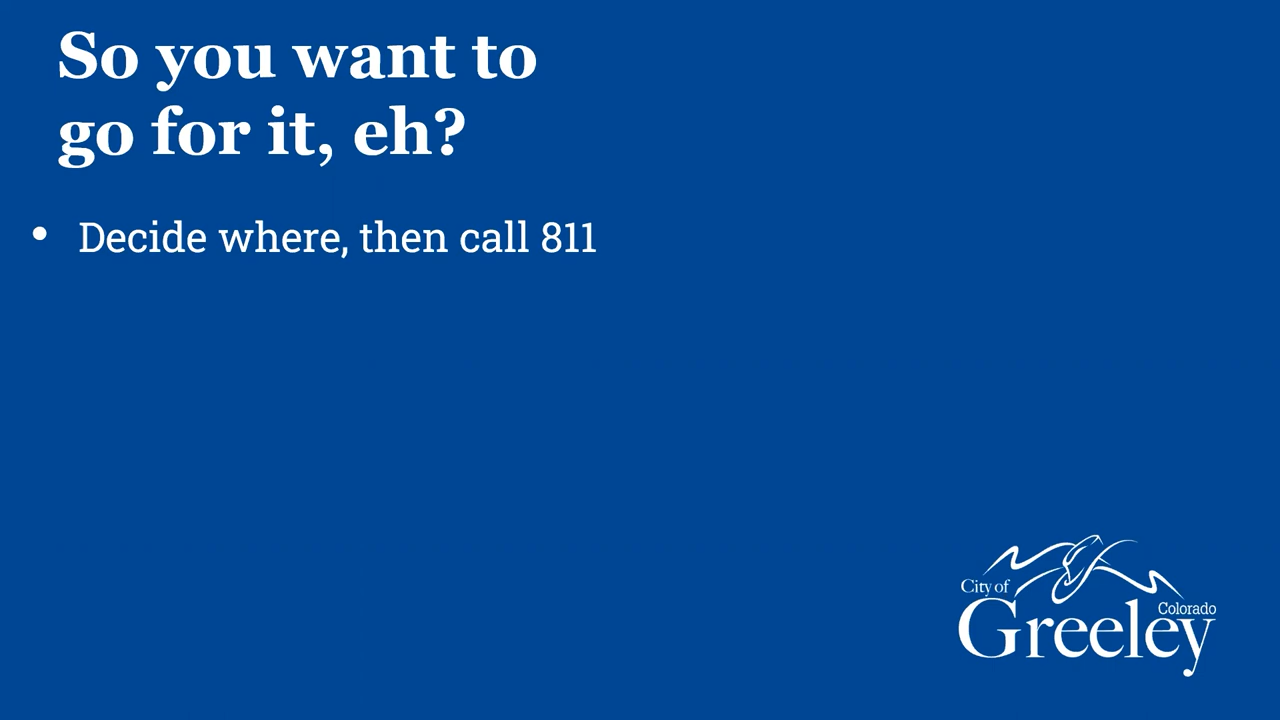 So you want to
go for it, eh?
• Decide where, then call 811
City of
Colorado
Greeley